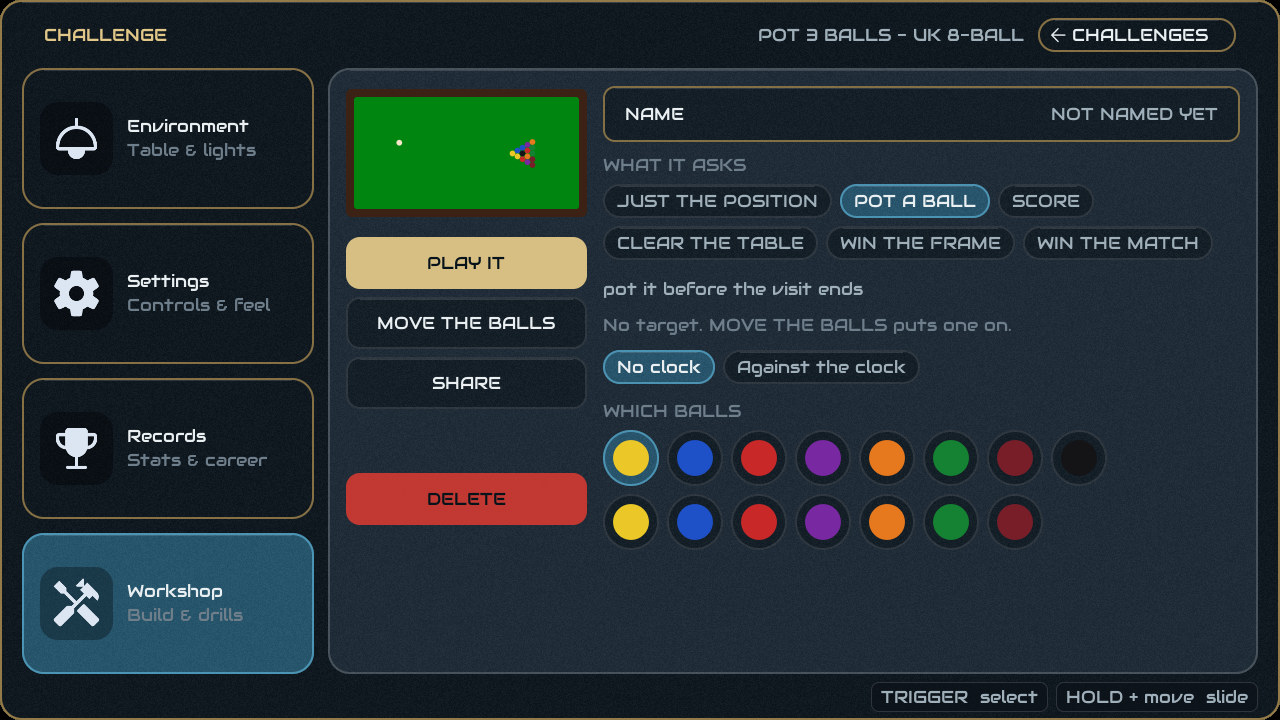 CHALLENGE
POT 3 BALLS - UK 8-BALL
← CHALLENGES
Environment
Table & lights
Settings
Controls & feel
Records
Stats & career
Workshop
Build & drills
PLAY IT
MOVE THE BALLS
SHARE
DELETE
NAME
NOT NAMED YET
WHAT IT ASKS
JUST THE POSITION
POT A BALL
SCORE
CLEAR THE TABLE
WIN THE FRAME
WIN THE MATCH
pot it before the visit ends
No target. MOVE THE BALLS puts one on.
No clock
Against the clock
WHICH BALLS
TRIGGER select
HOLD + move slide